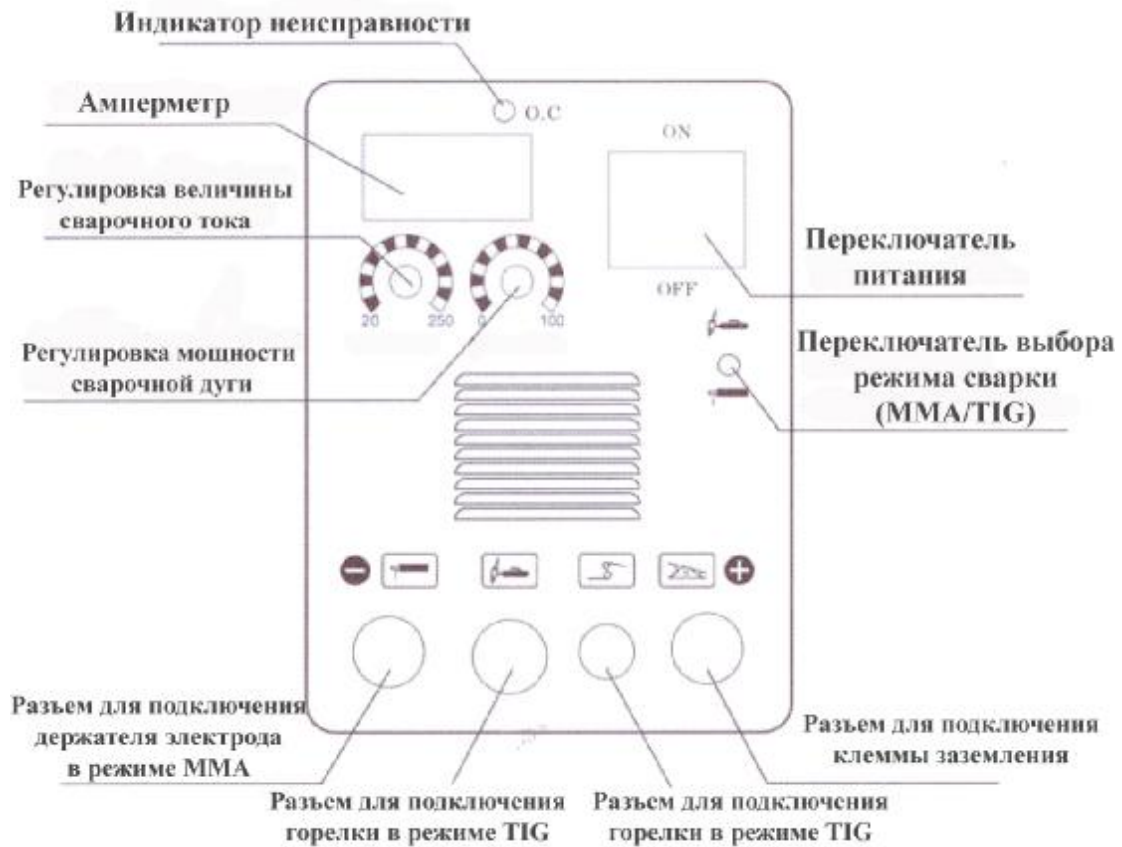 Индикатор неисправности
О.С
Амперметр
ON
Регулировка величины
сварочного тока
Переключатель
питания
OFF
20
250
0
100
Регулировка мошности
сварочной дуги
Переключатель выбора
режима сварки
(MMA/TIG)
Разъем для подключения
держателя электрода
в режиме ММА
Разъем для подключения
горелки в режиме TIG
Разъем для подключения
горелки в режиме TIG
Разъем для подключения
клеммы заземления